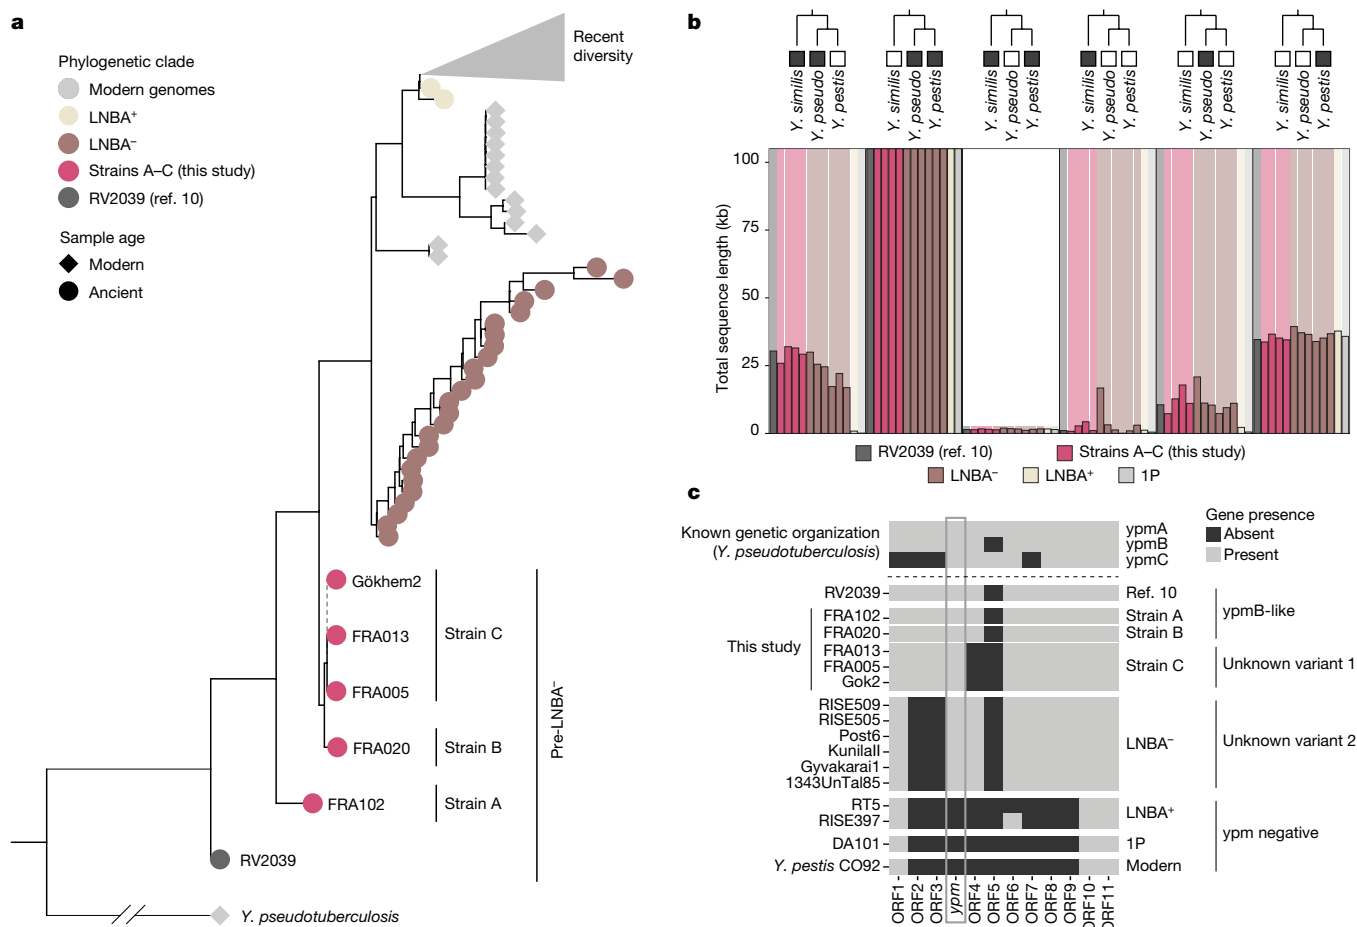 a
Phylogenetic clade
Modern genomes
LNBA+
LNBA−
Strains A–C (this study)
RV2039 (ref. 10)
Sample age
Modern
Ancient
Recent
diversity
Gökhem2
FRA013
Strain C
FRA005
FRA020
Strain B
FRA102
Strain A
Pre-LNBA−
RV2039
Y. pseudotuberculosis
b
Y. similis
Y. pseudo
Y. pestis
Y. similis
Y. pseudo
Y. pestis
Y. similis
Y. pseudo
Y. pestis
Y. similis
Y. pseudo
Y. pestis
Y. similis
Y. pseudo
Y. pestis
Y. similis
Y. pseudo
Y. pestis
Total sequence length (kb)
100
75
50
25
0
RV2039 (ref. 10)
Strains A–C (this study)
LNBA−
LNBA+
1P
c
Known genetic organization
(Y. pseudotuberculosis)
ypmA
ypmB
ypmC
Gene presence
Absent
Present
RV2039
Ref. 10
FRA102
Strain A
FRA020
Strain B
ypmB-like
This study
FRA013
FRA005
Gok2
Strain C
Unknown variant 1
RISE509
RISE505
Post6
KunilaII
Gyvakarai1
1343UnTal85
LNBA−
Unknown variant 2
RT5
RISE397
LNBA+
DA101
1P
ypm negative
Y. pestis CO92
Modern
ORF1
ORF2
ORF3
ypm
ORF4
ORF5
ORF6
ORF7
ORF8
ORF9
ORF10
ORF11